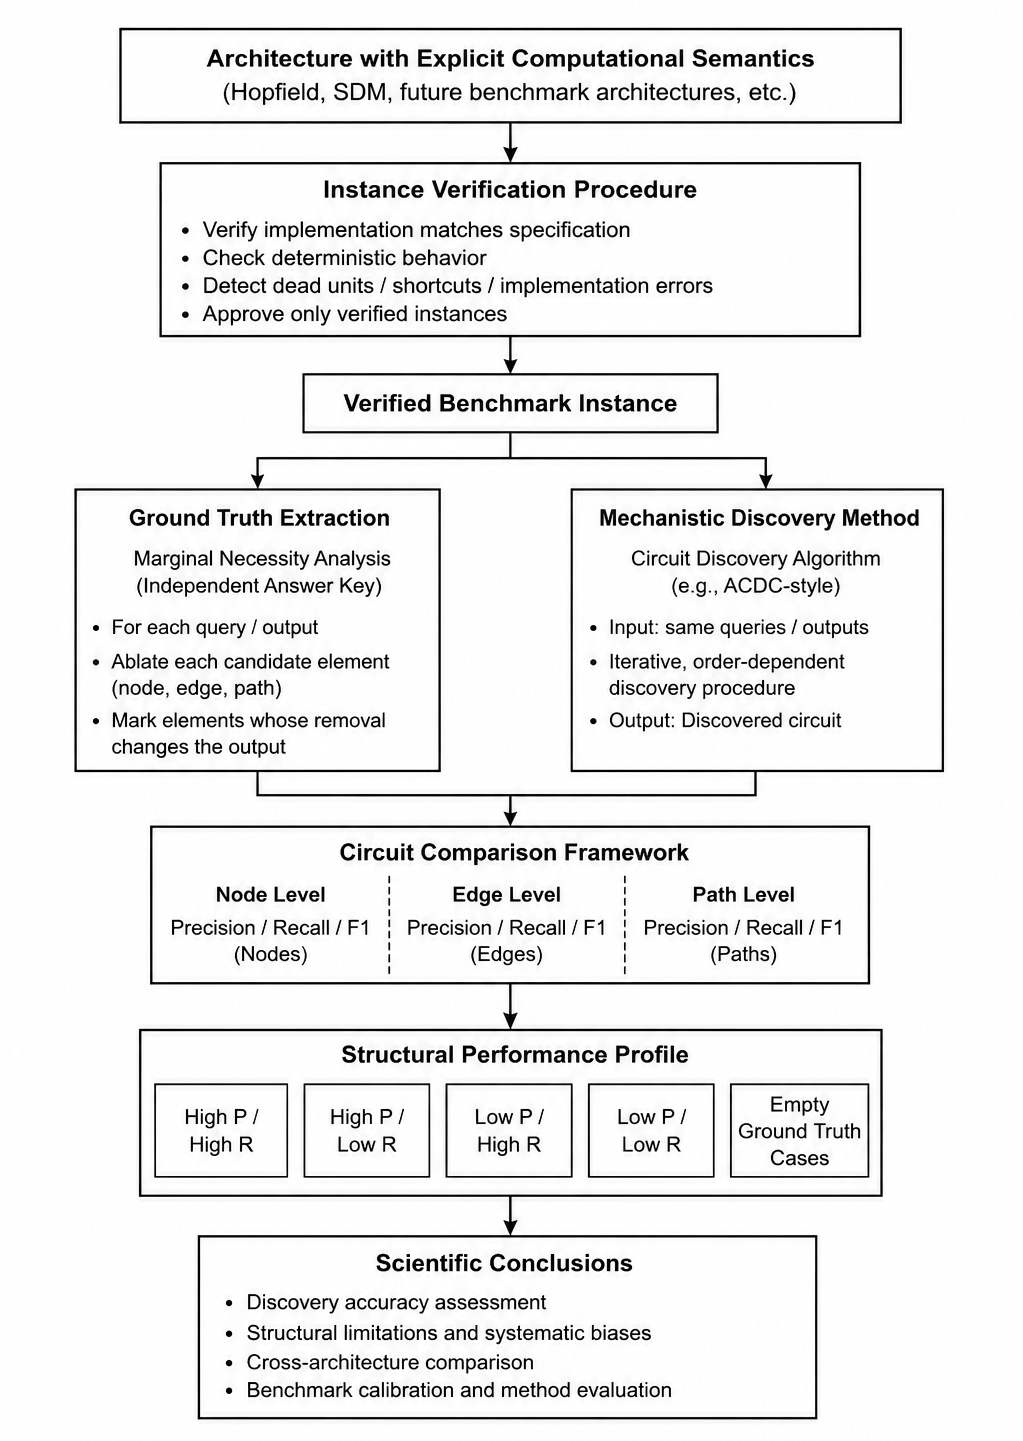 Architecture with Explicit Computational Semantics
(Hopfield, SDM, future benchmark architectures, etc.)
Instance Verification Procedure
• Verify implementation matches specification
• Check deterministic behavior
• Detect dead units / shortcuts / implementation errors
• Approve only verified instances
Verified Benchmark Instance
Ground Truth Extraction
Marginal Necessity Analysis
(Independent Answer Key)
• For each query / output
• Ablate each candidate element
(node, edge, path)
• Mark elements whose removal
changes the output
Mechanistic Discovery Method
Circuit Discovery Algorithm
(e.g., ACDC-style)
• Input: same queries / outputs
• Iterative, order-dependent
discovery procedure
• Output: Discovered circuit
Circuit Comparison Framework
Node Level
Precision / Recall / F1
(Nodes)
Edge Level
Precision / Recall / F1
(Edges)
Path Level
Precision / Recall / F1
(Paths)
Structural Performance Profile
High P /
High R
High P /
Low R
Low P /
High R
Low P /
Low R
Empty
Ground Truth
Cases
Scientific Conclusions
• Discovery accuracy assessment
• Structural limitations and systematic biases
• Cross-architecture comparison
• Benchmark calibration and method evaluation